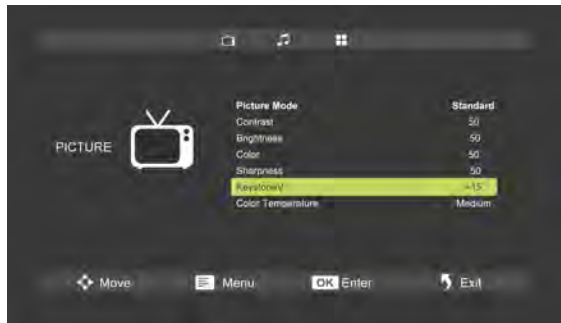 Picture Mode Standard
Contrast 50
Brightness 50
PICTURE
Color 50
Sharpness 50
KeystoneV
Color Temperature Medium
Move Menu OK Enter Exit